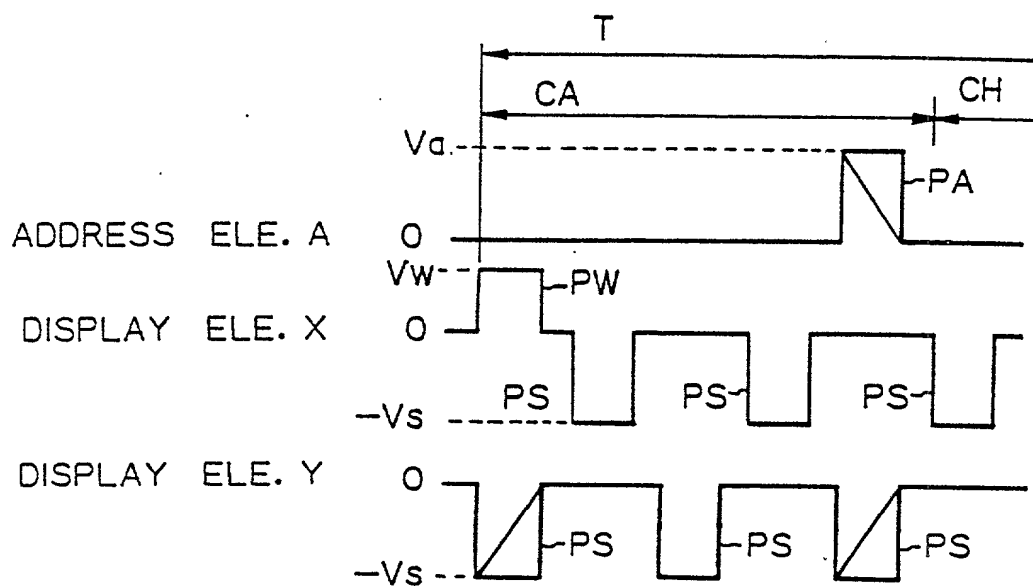 T
CA CH
Va.
PA
ADDRESS ELE. A 0
Vw PW
DISPLAY ELE. X 0
PS PS PS
-Vs
DISPLAY ELE. Y 0
PS PS PS
-Vs